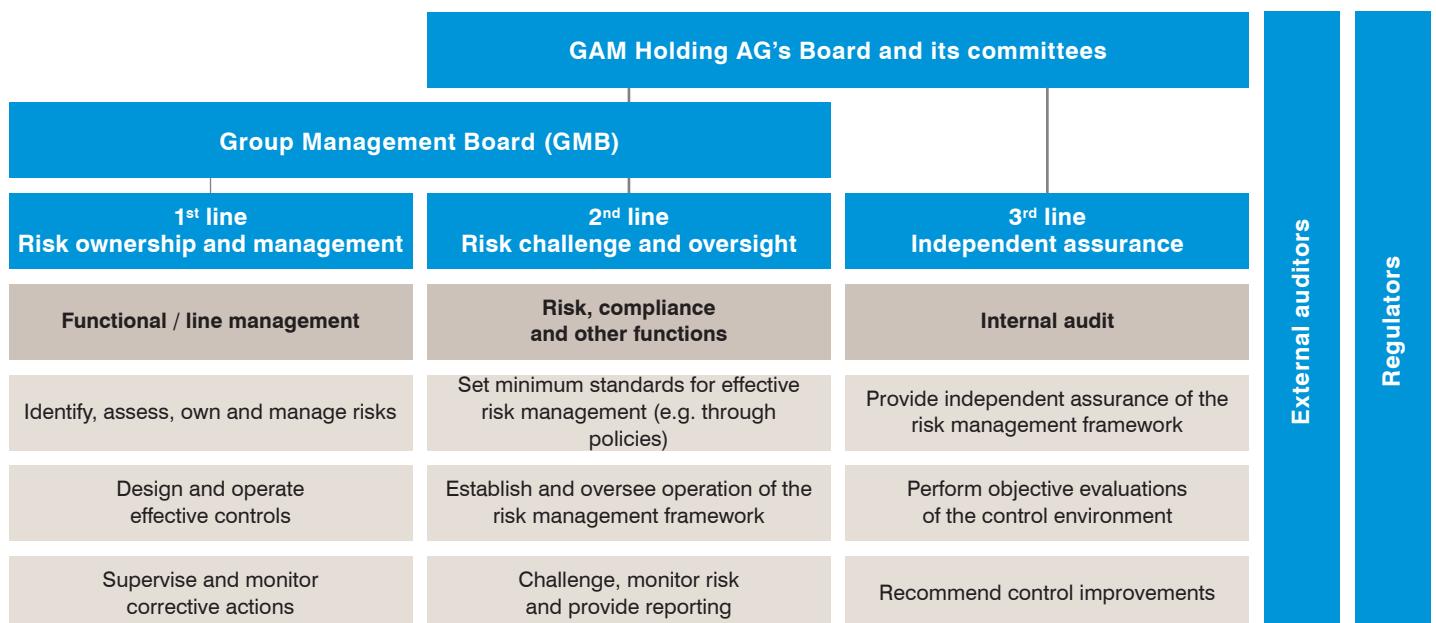 GAM Holding AG’s Board and its committees
Group Management Board (GMB)
1st line
Risk ownership and management
2nd line
Risk challenge and oversight
3rd line
Independent assurance
Functional / line management
Risk, compliance
and other functions
Internal audit
Identify, assess, own and manage risks
Set minimum standards for effective
risk management (e.g. through
policies)
Provide independent assurance of the
risk management framework
Design and operate
effective controls
Establish and oversee operation of the
risk management framework
Perform objective evaluations
of the control environment
Supervise and monitor
corrective actions
Challenge, monitor risk
and provide reporting
Recommend control improvements
External auditors
Regulators